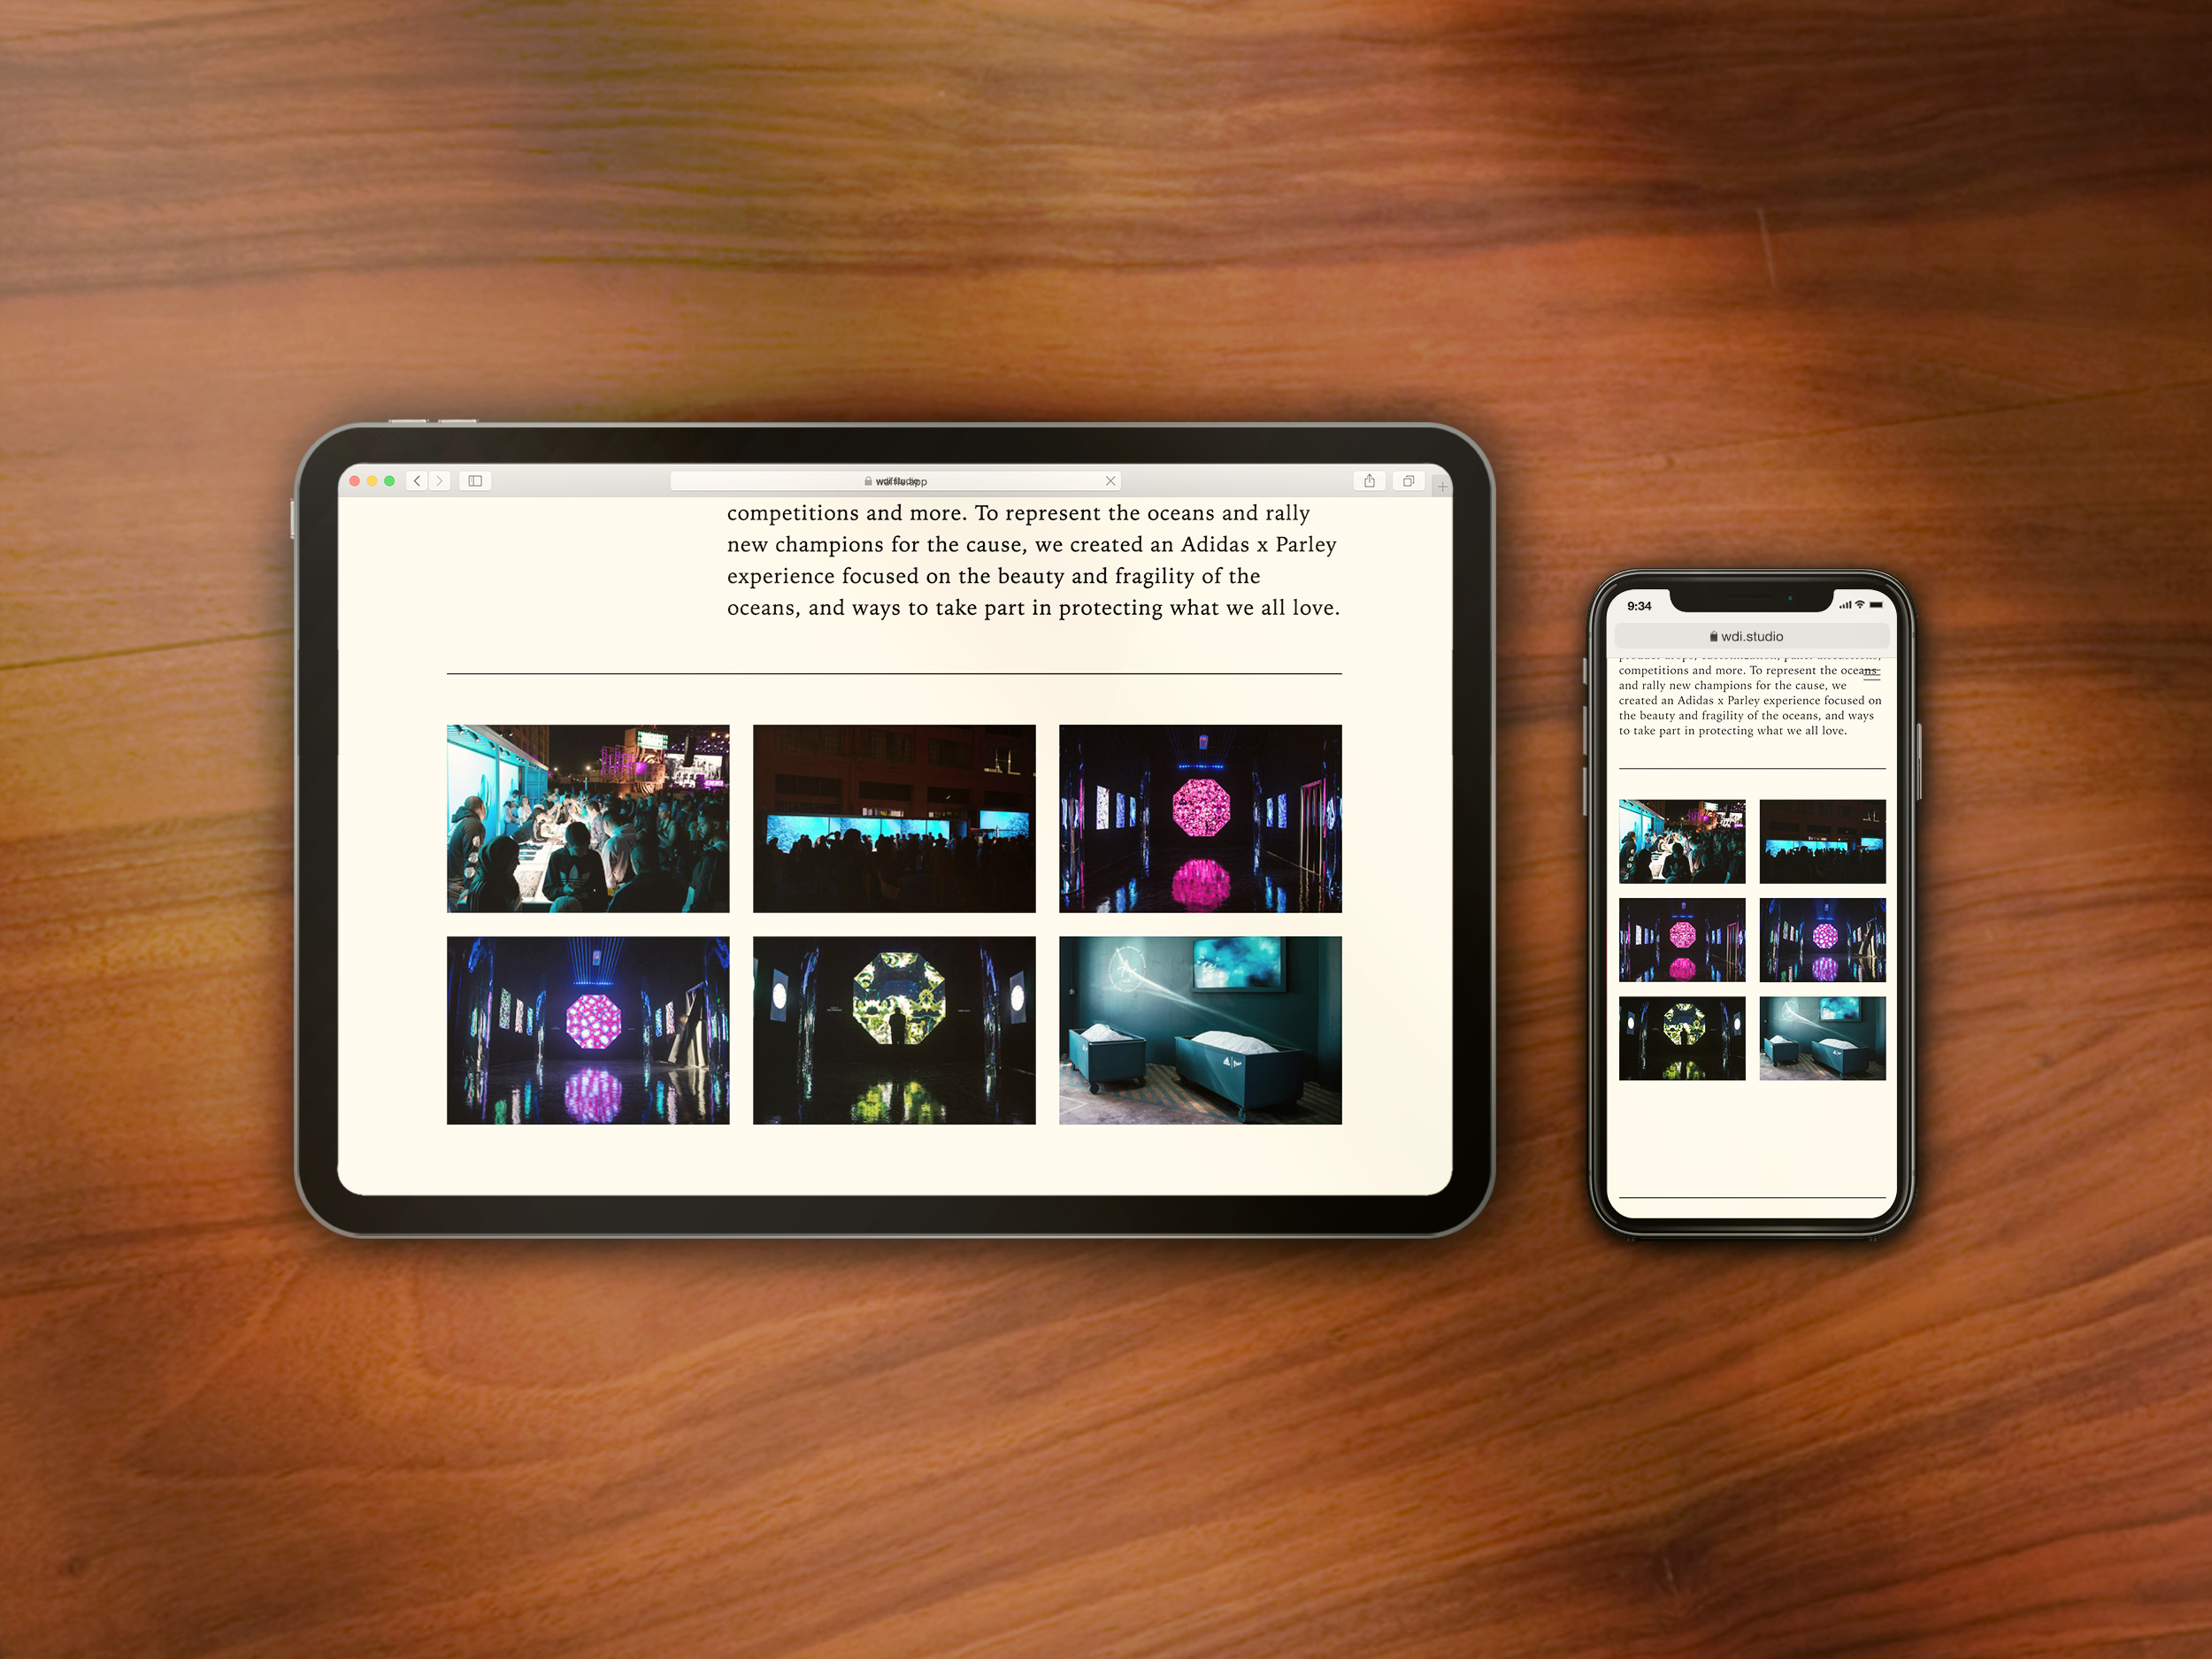 competitions and more. To represent the oceans and rally
new champions for the cause, we created an Adidas x Parley
experience focused on the beauty and fragility of the
oceans, and ways to take part in protecting what we all love.
9:34
wdi.studio
competitions and more. To represent the oceans
and rally new champions for the cause, we
created an Adidas x Parley experience focused on
the beauty and fragility of the oceans, and ways
to take part in protecting what we all love.